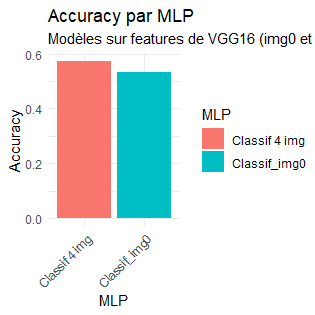 Accuracy par MLP
Modèles sur features de VGG16 (img0 et
0.6
0.4
0.2
0.0
Accuracy
Classif 4 img
Classif_img0
MLP
MLP
Classif 4 img
Classif_img0